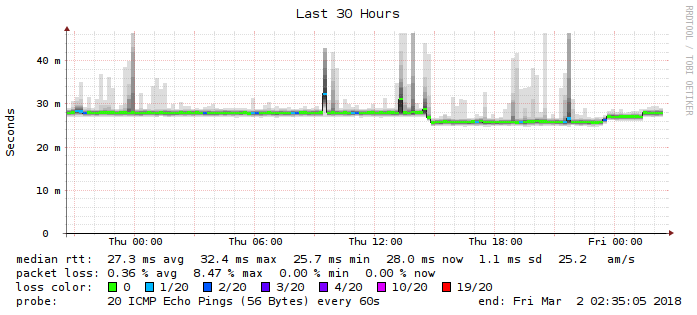 Last 30 Hours
RRDTOOL / TOBI OETIKER
Seconds
40 m
30 m
20 m
10 m
0
Thu 00:00 Thu 06:00 Thu 12:00 Thu 18:00 Fri 00:00
median rtt: 27.3 ms avg 32.4 ms max 25.7 ms min 28.0 ms now 1.1 ms sd 25.2 am/s
packet loss: 0.36 % avg 8.47 % max 0.00 % min 0.00 % now
loss color: 0 1/20 2/20 3/20 4/20 10/20 19/20
probe: 20 ICMP Echo Pings (56 Bytes) every 60s end: Fri Mar 2 02:35:05 2018